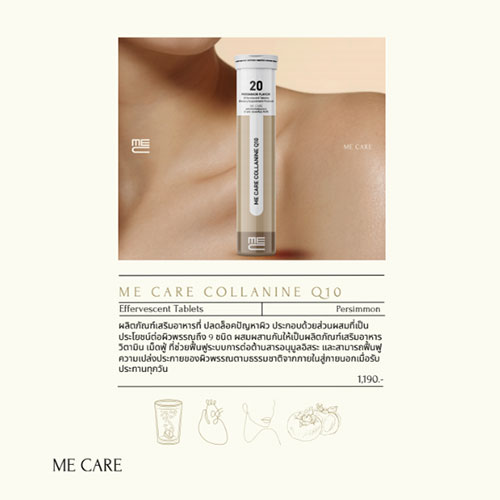 20
PERSIMMON FLAVOR
ME CARE COLLANINE Q10
ME
C
ME CARE
ME
C
ME CARE COLLANINE Q10
Effervescent Tablets
Persimmon
ผลิตภัณฑ์เสริมอาหารที่ ปลดล็อคปัญหาผิว ประกอบด้วยส่วนผสมที่เป็น
ประโยชน์ต่อผิวพรรณถึง 9 ชนิด ผสมผสานกันให้เป็นผลิตภัณฑ์เสริมอาหาร
วิตามิน เม็ดฟู่ ที่ช่วยฟื้นฟูระบบการต่อต้านสารอนุมูลอิสระ และสามารถฟื้นฟู
ความเปล่งประกายของผิวพรรณตามธรรมชาติจากภายในสู่ภายนอกเมื่อรับ
ประทานทุกวัน
1,190.-
ME CARE